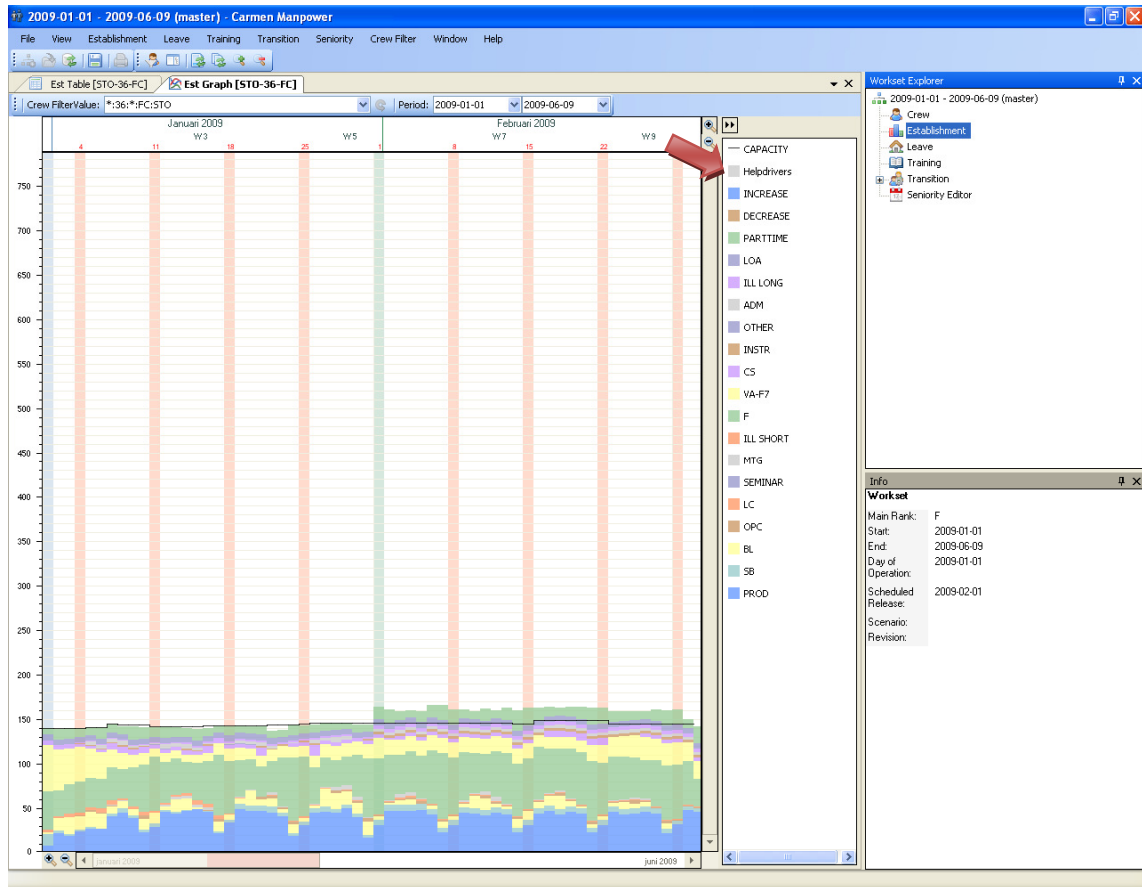 2009-01-01 - 2009-06-09 (master) - Carmen Manpower
File View Establishment Leave Training Transition Seniority Crew Filter Window Help
Est Table [STO-36-FC] Est Graph [STO-36-FC]
Crew FilterValue: *:36:*:FC:STO Period: 2009-01-01 2009-06-09
Januari 2009 Februari 2009
W3 W5 W7 W9
4 11 18 25 1 8 15 22
750
700
650
600
550
500
450
400
350
300
250
200
150
100
50
0
januari 2009 juni 2009
CAPACITY
Helpdrivers
INCREASE
DECREASE
PARTTIME
LOA
ILL LONG
ADM
OTHER
INSTR
CS
VA-F7
F
ILL SHORT
MTG
SEMINAR
LC
OPC
BL
SB
PROD
Workset Explorer
2009-01-01 - 2009-06-09 (master)
Crew
Establishment
Leave
Training
Transition
Seniority Editor
Info
Workset
Main Rank: F
Start: 2009-01-01
End: 2009-06-09
Day of Operation: 2009-01-01
Scheduled Release: 2009-02-01
Scenario:
Revision: